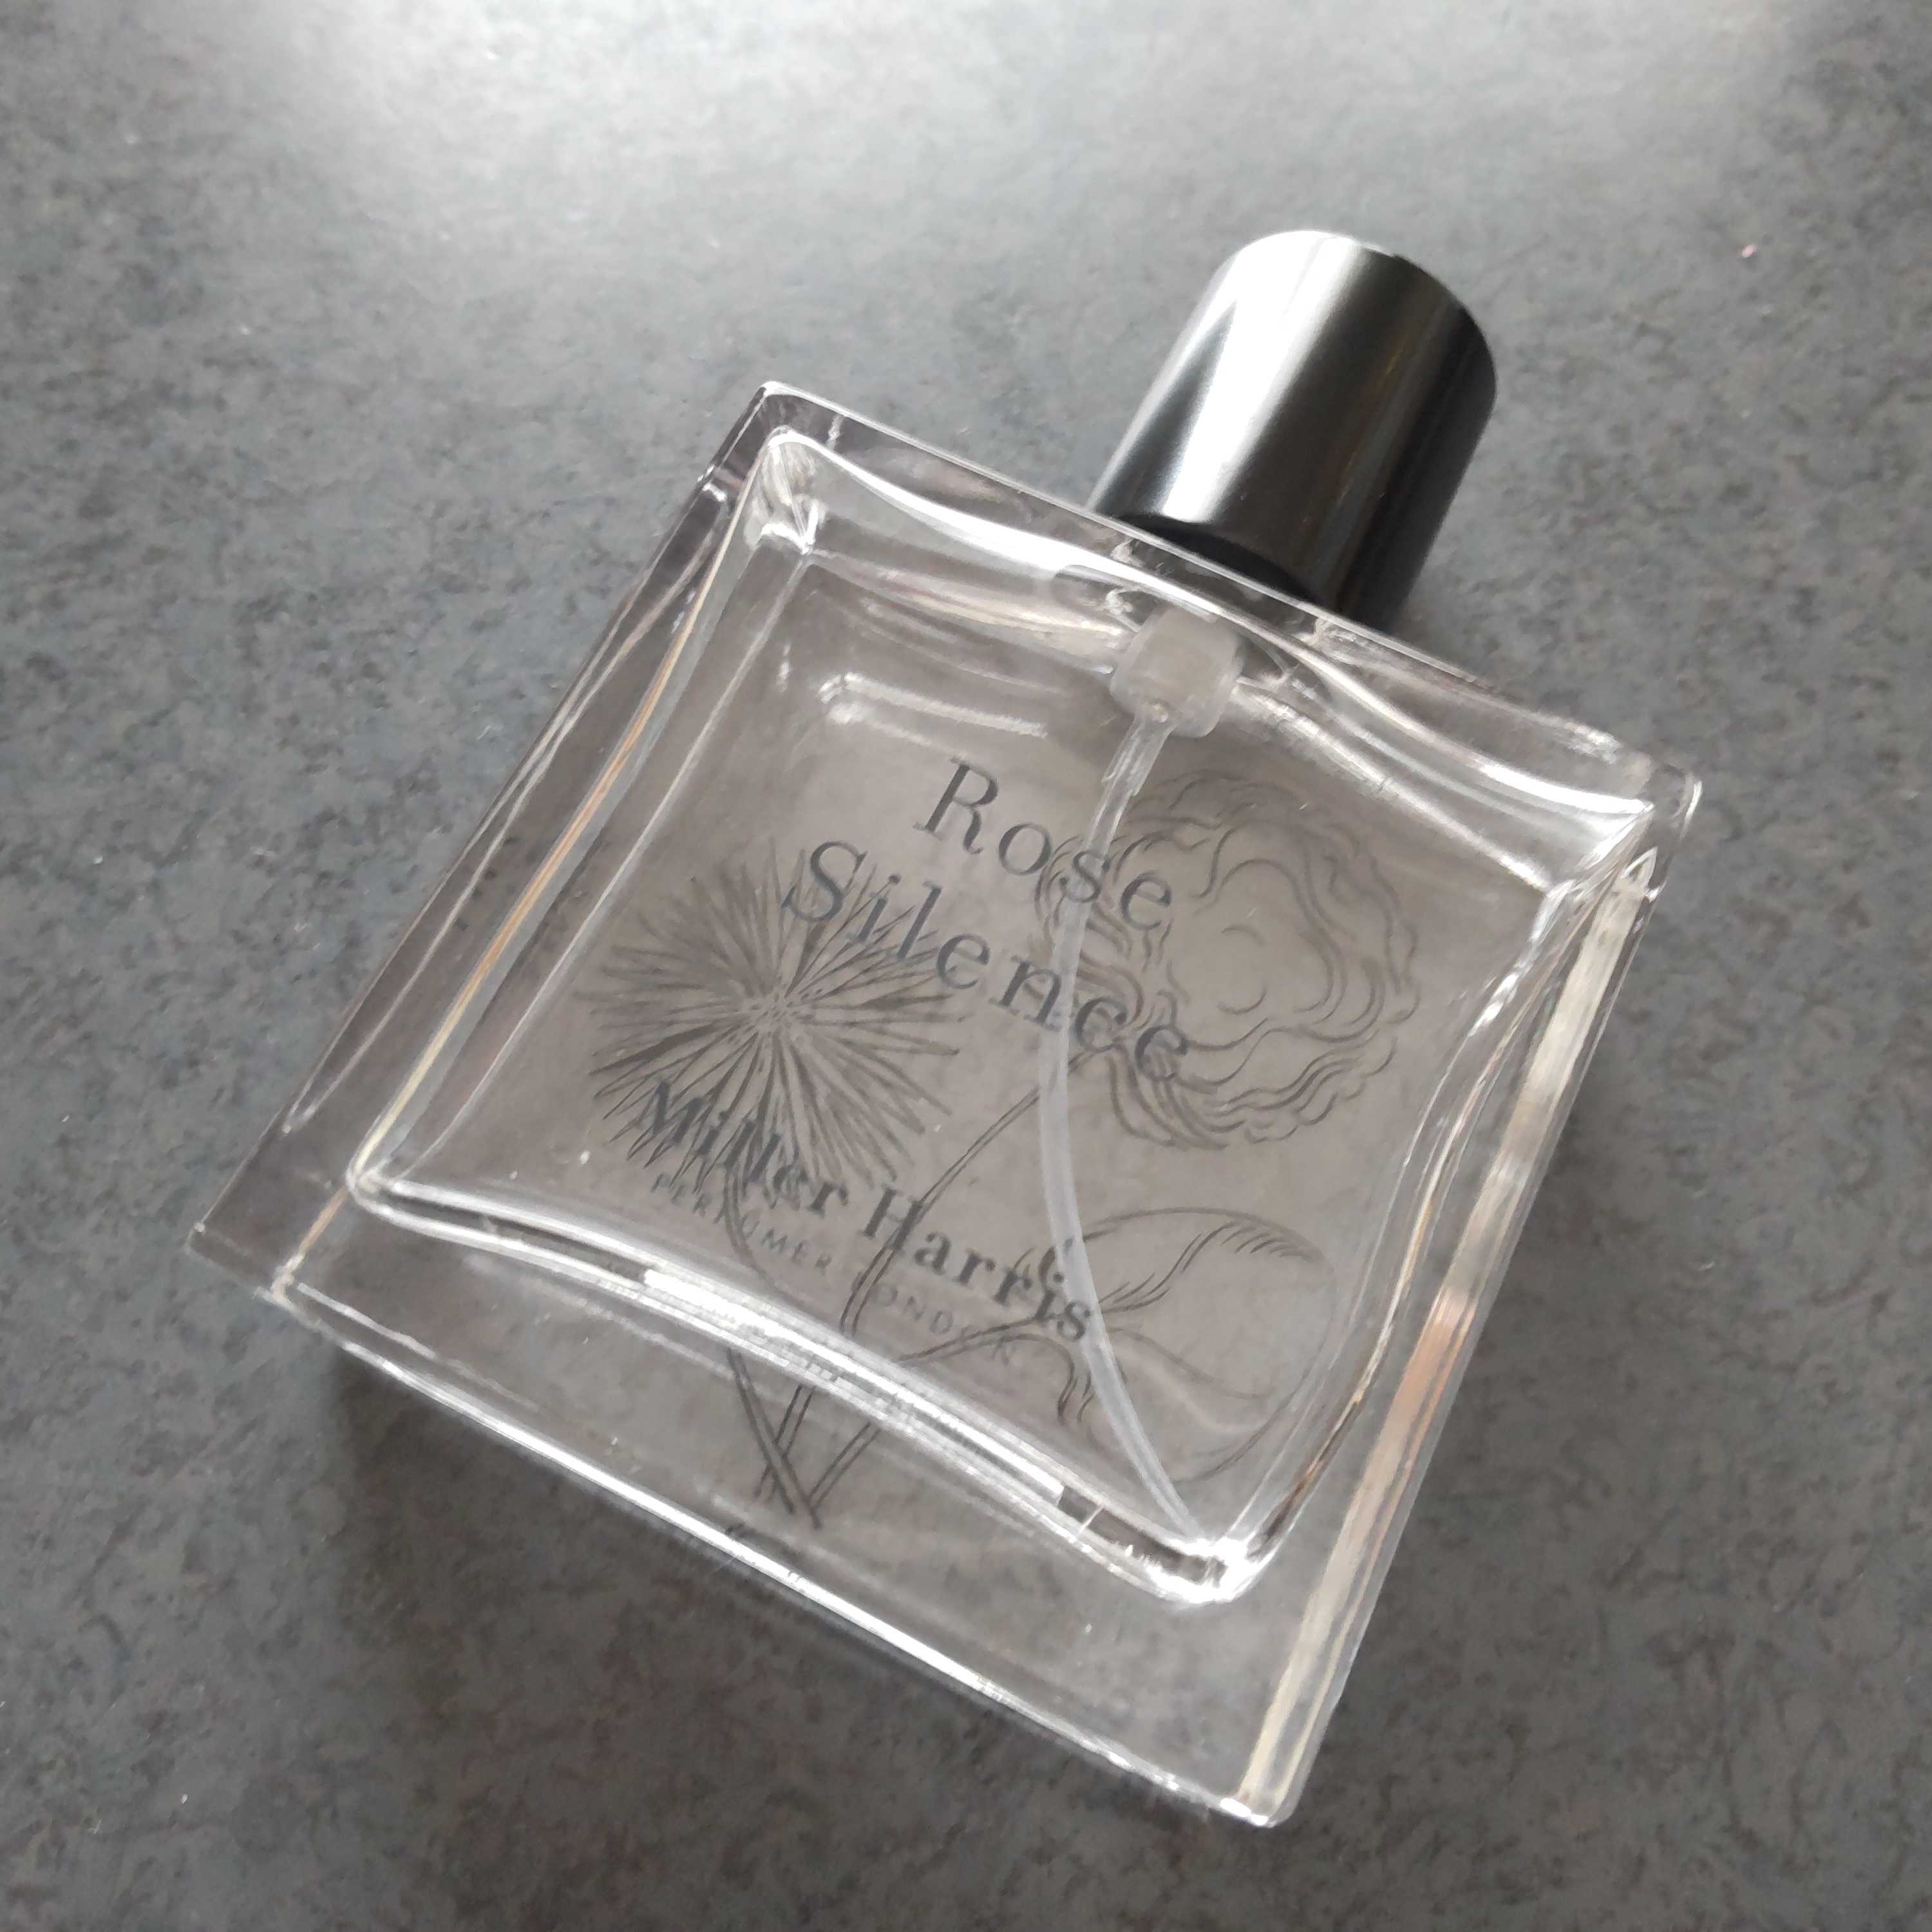 Rose
Silence
Miller Harris
PERFUMER LONDON